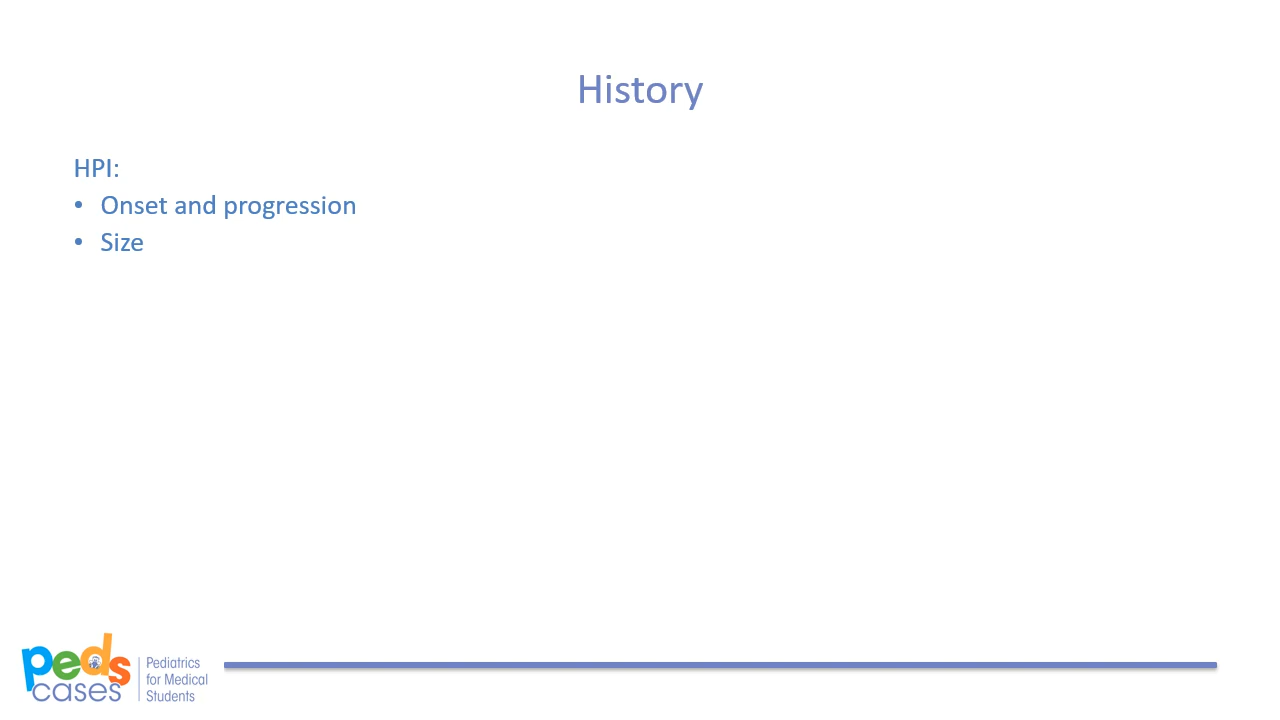 History
HPI:
• Onset and progression
• Size
peds
cases
Pediatrics
for Medical
Students